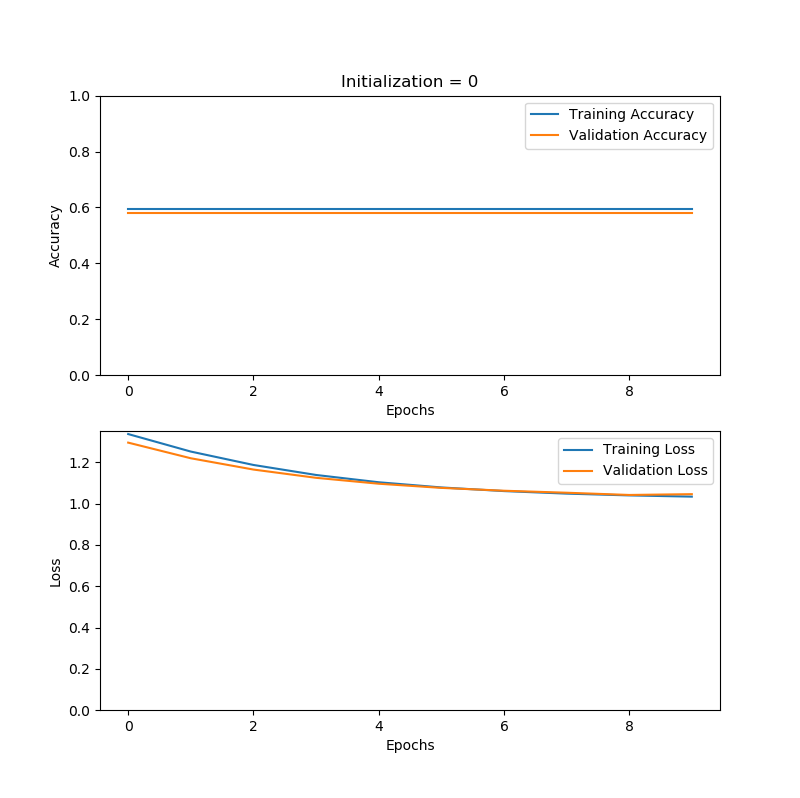 Initialization = 0
Training Accuracy
Validation Accuracy
1.0
0.8
0.6
0.4
0.2
0.0
Accuracy
0 2 4 6 8
Epochs
Training Loss
Validation Loss
1.2
1.0
0.8
0.6
0.4
0.2
0.0
Loss
0 2 4 6 8
Epochs